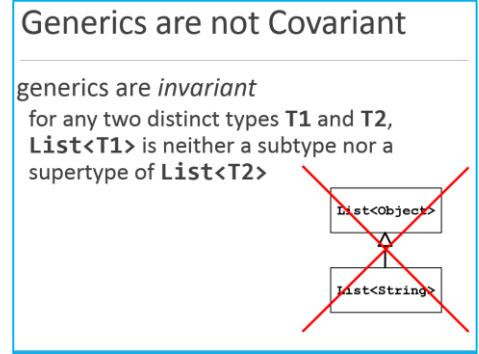 Generics are not Covariant
generics are invariant
for any two distinct types T1 and T2,
List<T1> is neither a subtype nor a
supertype of List<T2>
List<Object>
List<String>